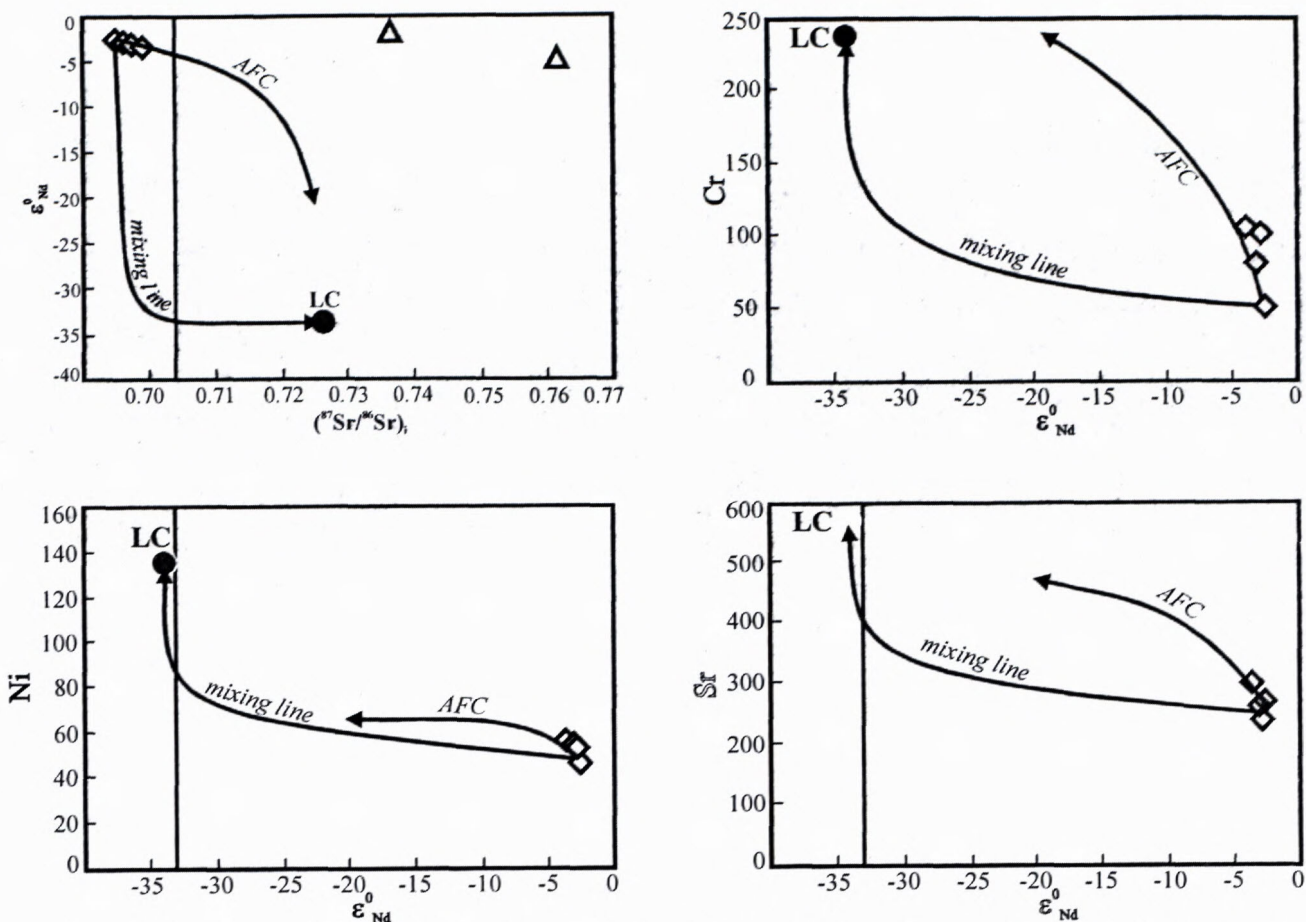 0
-5
-10
-15
-20
-25
-30
-35
-40
ε⁰Nd
AFC
mixing line
LC
0.70 0.71 0.72 0.73 0.74 0.75 0.76 0.77
(⁸⁷Sr/⁸⁶Sr)ᵢ
250
200
150
100
50
0
Cr
LC
AFC
mixing line
-35 -30 -25 -20 -15 -10 -5 0
ε⁰Nd
160
140
120
100
80
60
40
20
0
Ni
LC
mixing line
AFC
-35 -30 -25 -20 -15 -10 -5 0
ε⁰Nd
600
500
400
300
200
100
0
Sr
LC
AFC
mixing line
-35 -30 -25 -20 -15 -10 -5 0
ε⁰Nd